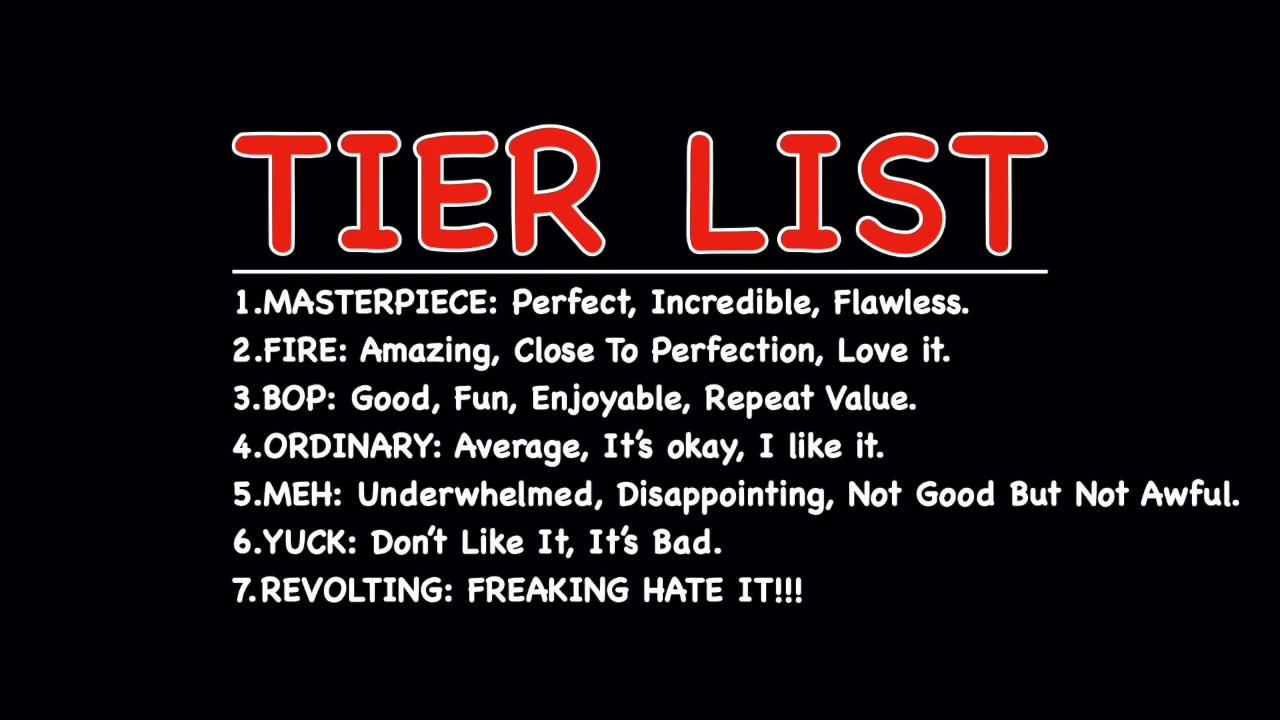 TIER LIST
1.MASTERPIECE: Perfect, Incredible, Flawless.
2.FIRE: Amazing, Close To Perfection, Love it.
3.BOP: Good, Fun, Enjoyable, Repeat Value.
4.ORDINARY: Average, It's okay, I like it.
5.MEH: Underwhelmed, Disappointing, Not Good But Not Awful.
6.YUCK: Don't Like It, It's Bad.
7.REVOLTING: FREAKING HATE IT!!!